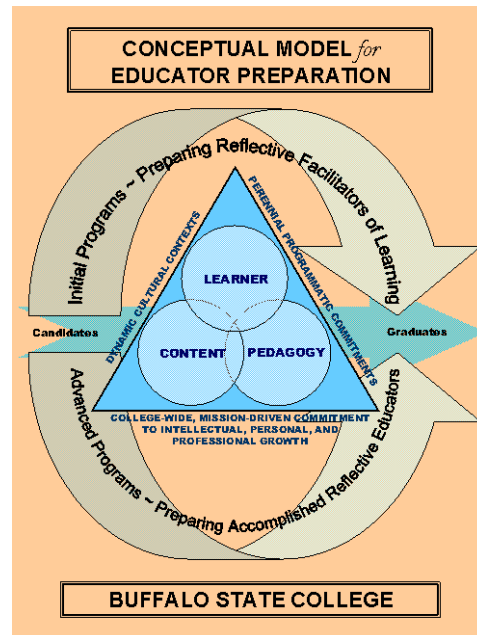 CONCEPTUAL MODEL for
EDUCATOR PREPARATION
Initial Programs ~ Preparing Reflective Facilitators of Learning
DYNAMIC CULTURAL CONTEXTS
PERENNIAL PROGRAMMATIC COMMITMENTS
LEARNER
Candidates
Graduates
CONTENT
PEDAGOGY
COLLEGE-WIDE, MISSION-DRIVEN COMMITMENT
TO INTELLECTUAL, PERSONAL, AND
PROFESSIONAL GROWTH
Advanced Programs ~ Preparing Accomplished Reflective Educators
BUFFALO STATE COLLEGE